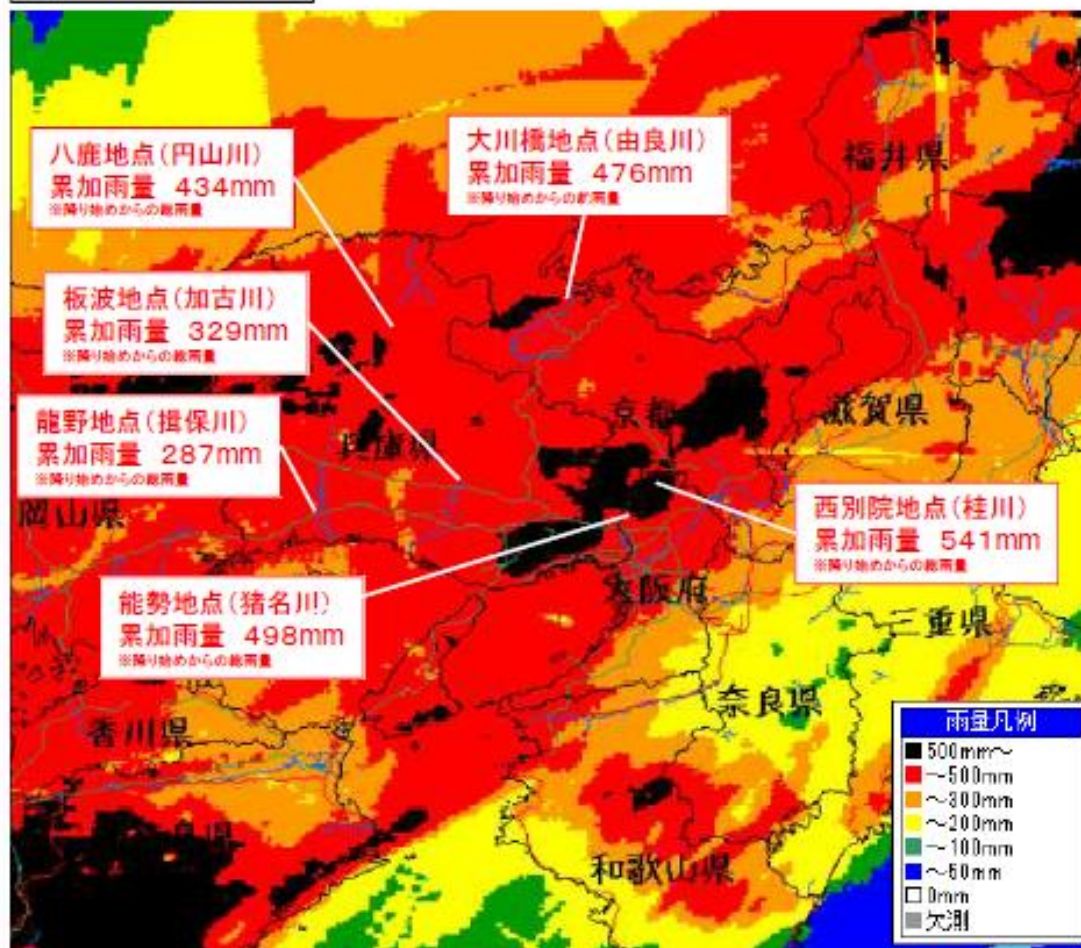 八鹿地点(円山川)
累加雨量 434mm
※降り始めからの総雨量
大川橋地点(由良川)
累加雨量 476mm
※降り始めからの総雨量
福井県
板波地点(加古川)
累加雨量 329mm
※降り始めからの総雨量
京都
滋賀県
龍野地点(揖保川)
累加雨量 287mm
※降り始めからの総雨量
兵庫県
岡山県
西別院地点(桂川)
累加雨量 541mm
※降り始めからの総雨量
能勢地点(猪名川)
累加雨量 498mm
※降り始めからの総雨量
大阪府
三重県
奈良県
香川県
和歌山県
雨量凡例
500mm~
~500mm
~300mm
~200mm
~100mm
~50mm
0mm
欠測